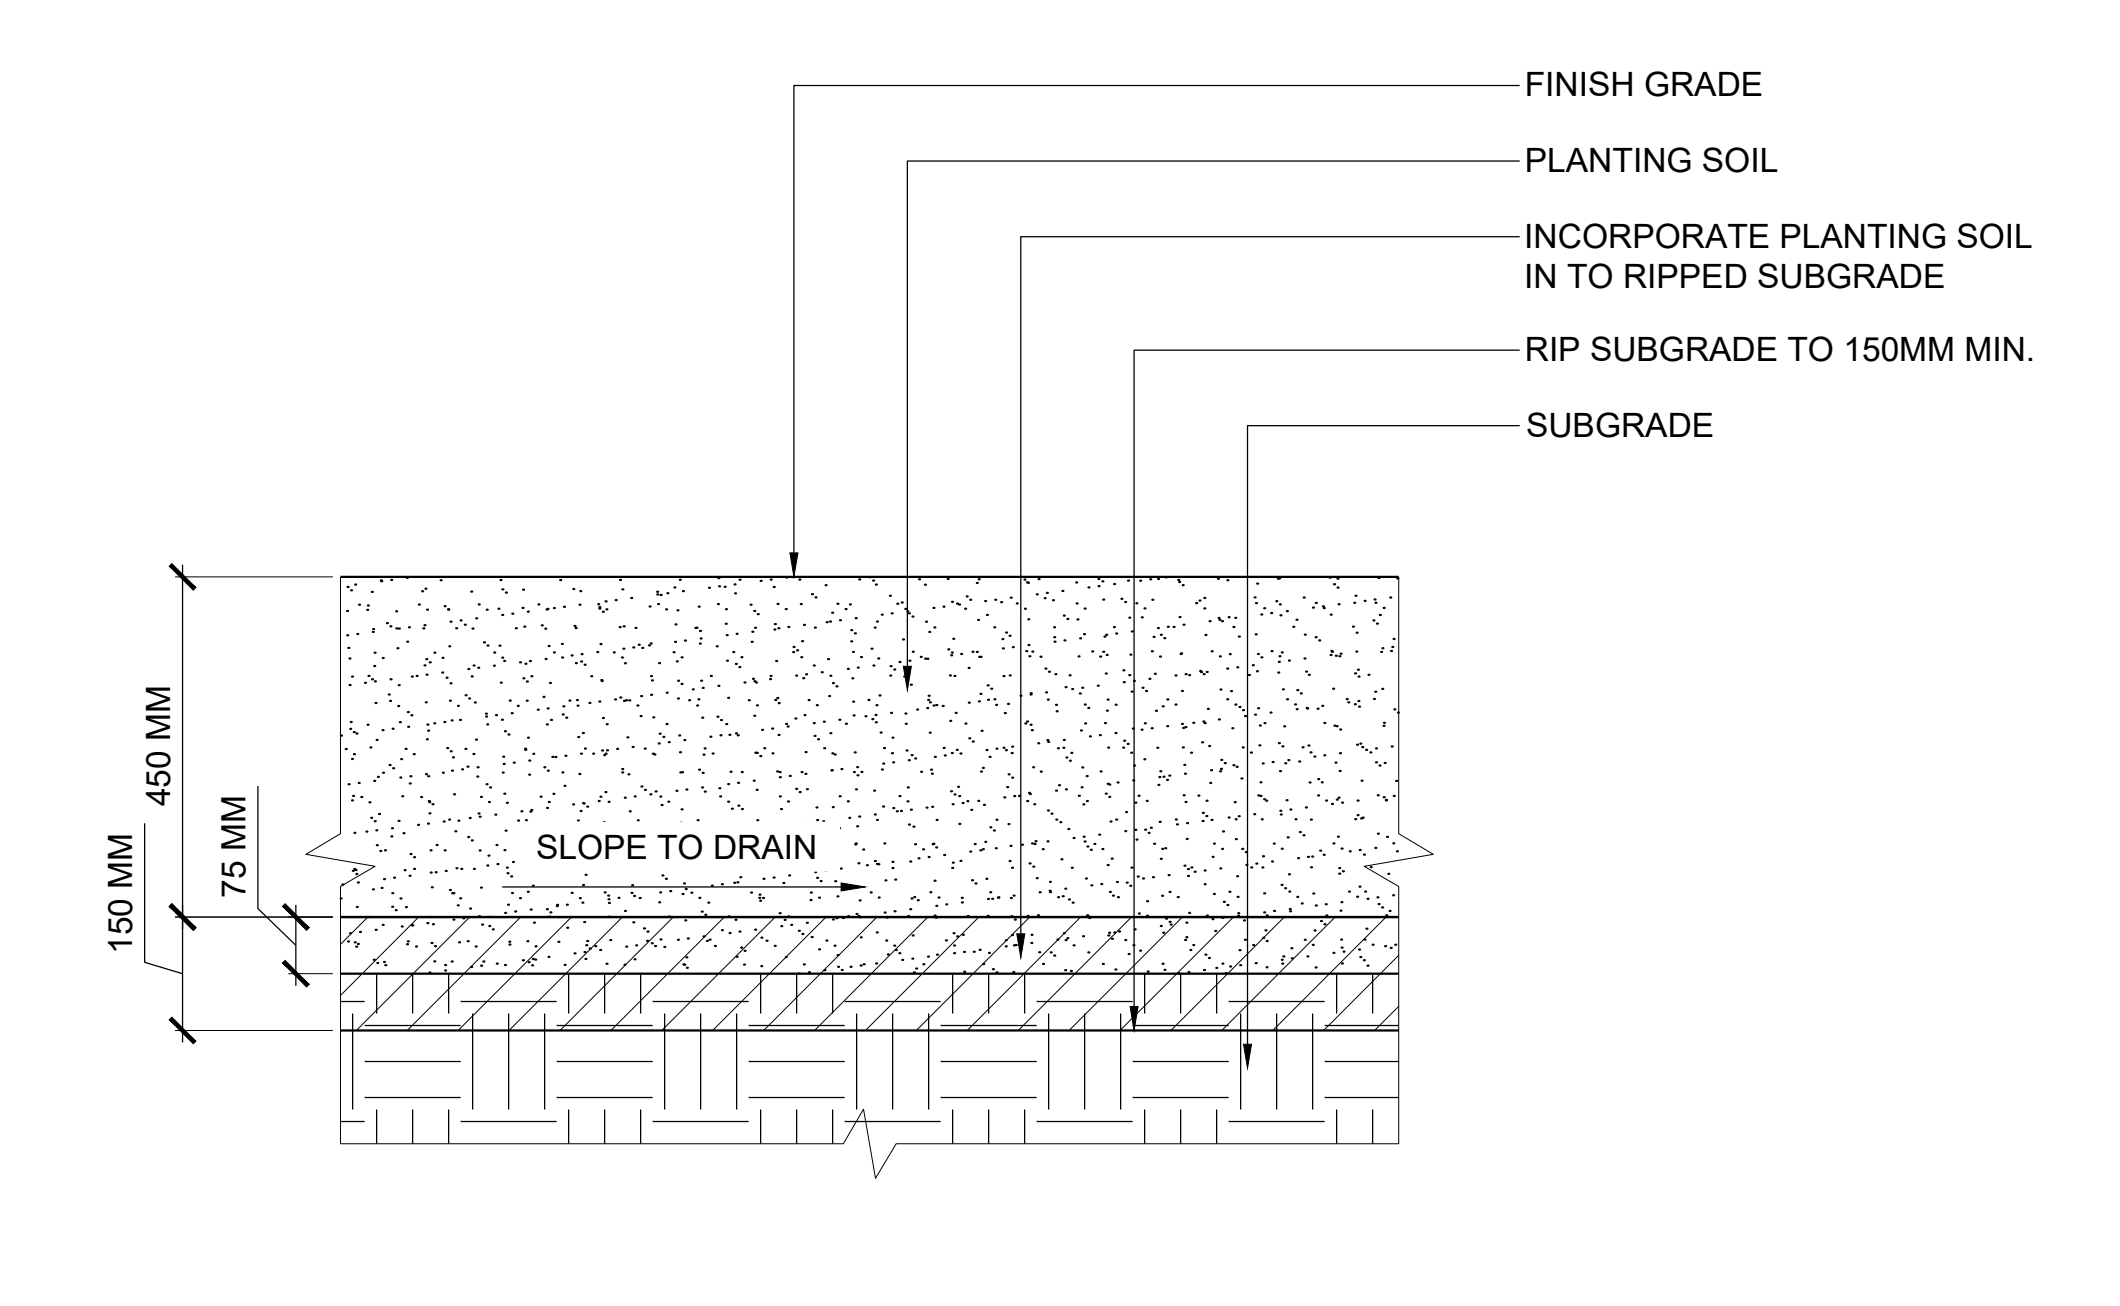 FINISH GRADE
PLANTING SOIL
INCORPORATE PLANTING SOIL
IN TO RIPPED SUBGRADE
RIP SUBGRADE TO 150MM MIN.
SUBGRADE
450 MM
150 MM
75 MM
SLOPE TO DRAIN